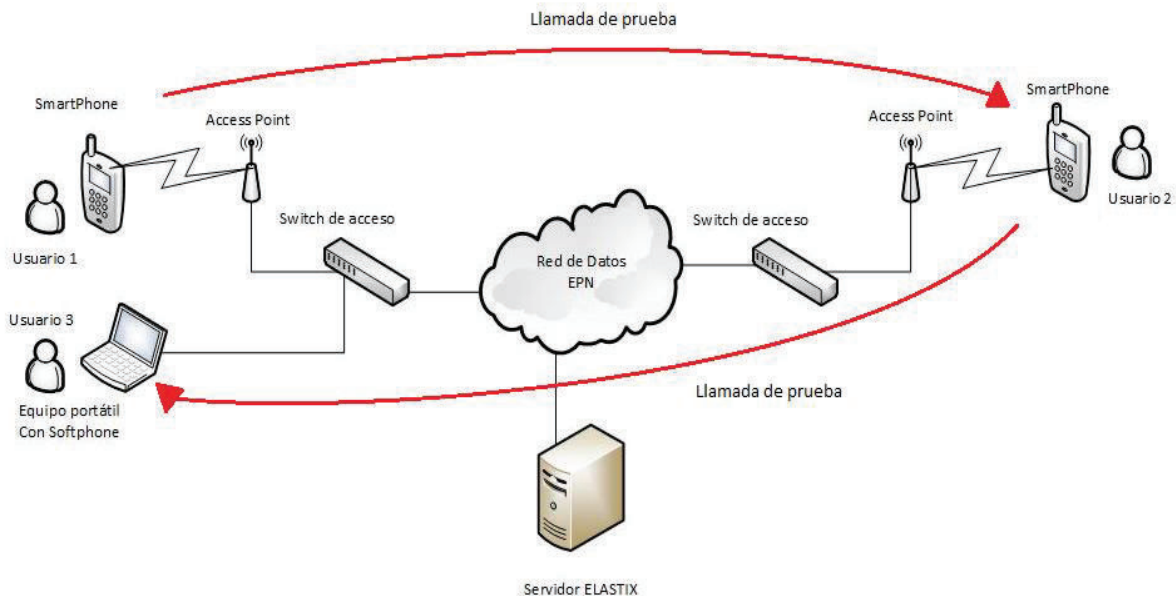 Llamada de prueba
SmartPhone
SmartPhone
Access Point
Access Point
Usuario 2
Switch de acceso
Switch de acceso
Usuario 1
Red de Datos
EPN
Usuario 3
Llamada de prueba
Equipo portátil
Con Softphone
Servidor ELASTIX